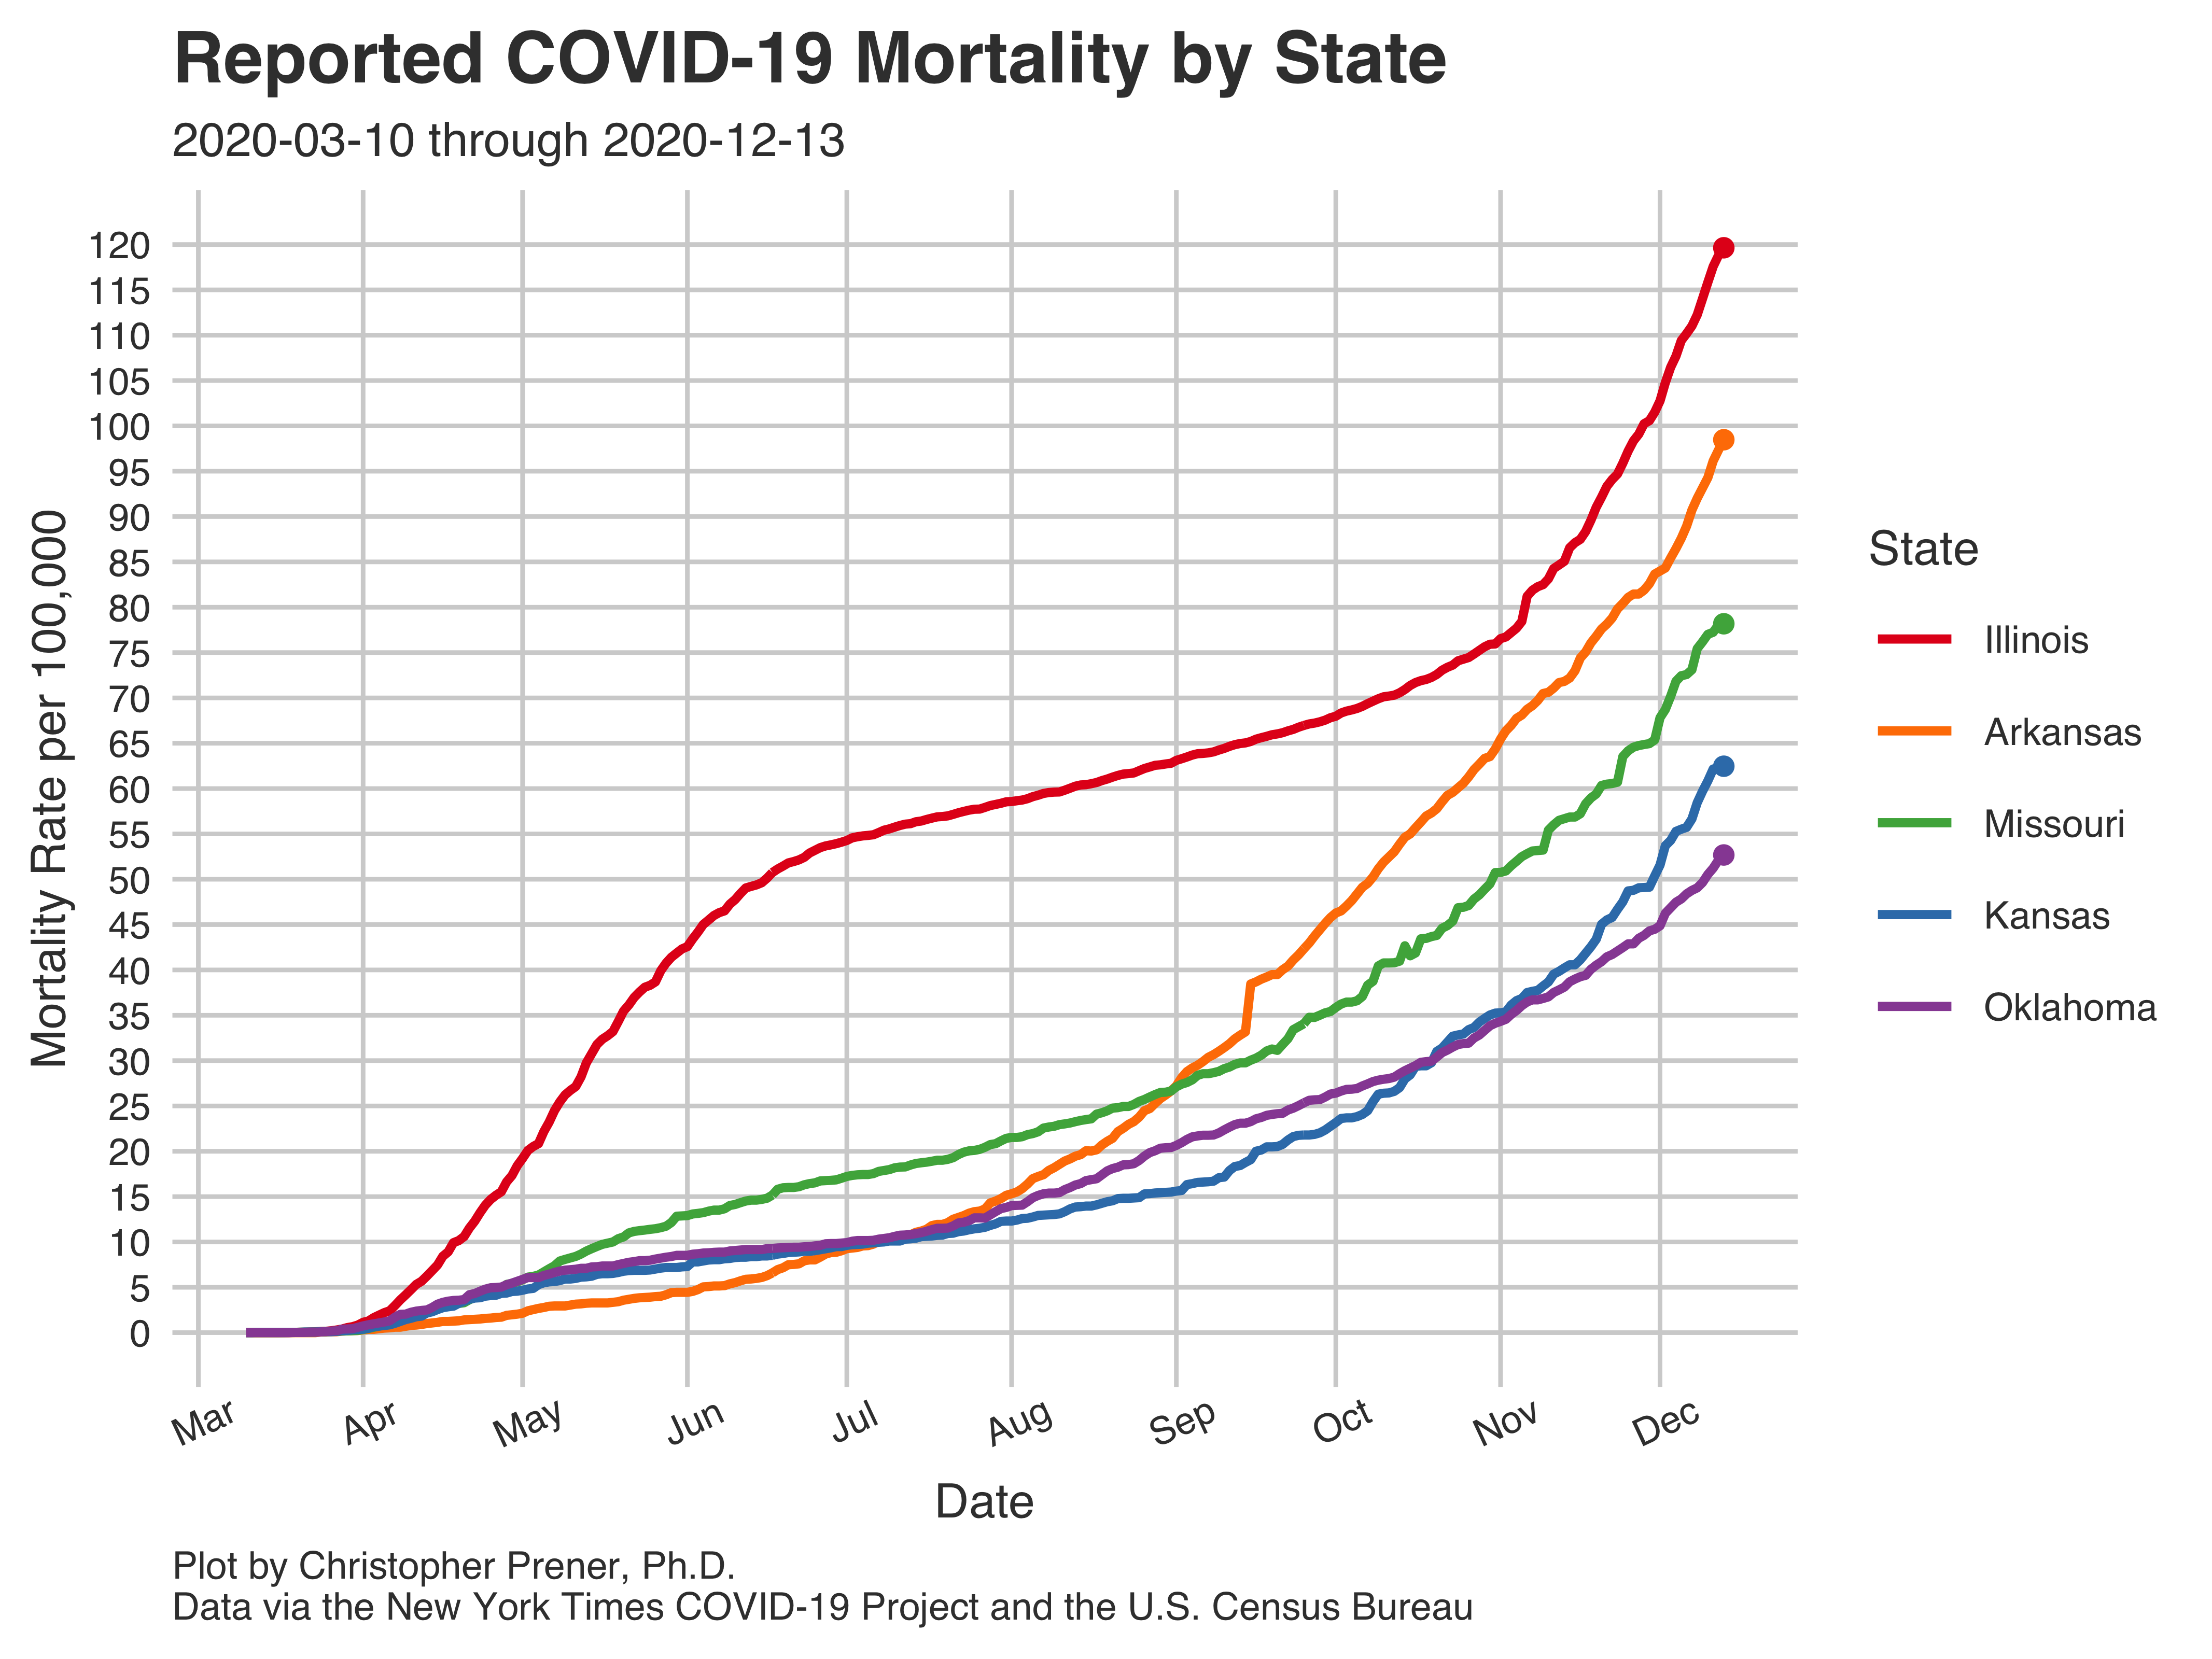 Reported COVID-19 Mortality by State
2020-03-10 through 2020-12-13
Mortality Rate per 100,000
120
115
110
105
100
95
90
85
80
75
70
65
60
55
50
45
40
35
30
25
20
15
10
5
0
Mar
Apr
May
Jun
Jul
Aug
Sep
Oct
Nov
Dec
Date
State
Illinois
Arkansas
Missouri
Kansas
Oklahoma
Plot by Christopher Prener, Ph.D.
Data via the New York Times COVID-19 Project and the U.S. Census Bureau